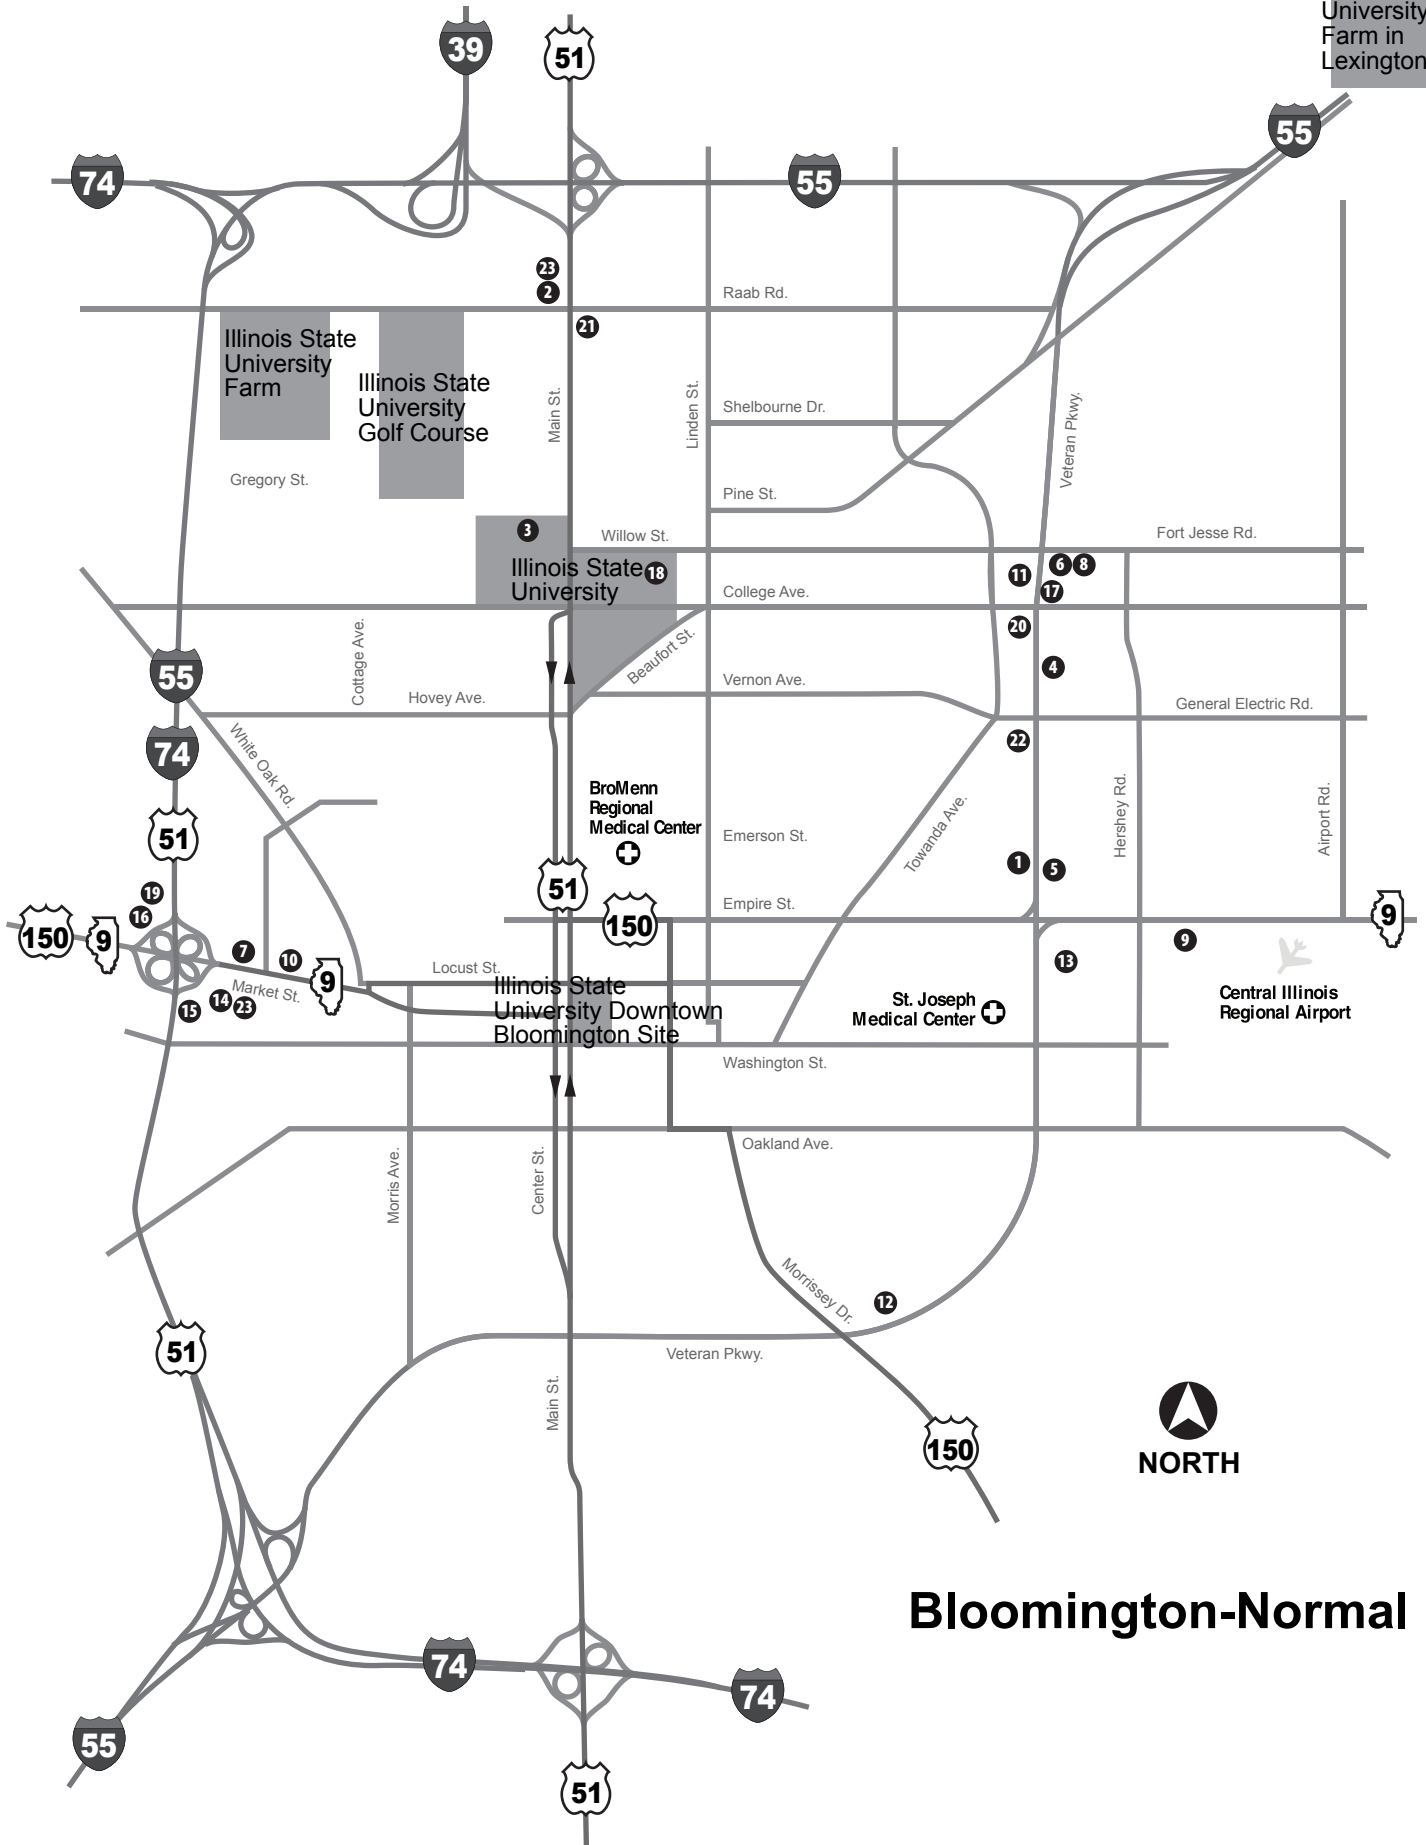 University
Farm in
Lexington
39
51
55
74
55
23
2
Raab Rd.
21
Illinois State
University
Farm
Illinois State
University
Golf Course
Main St.
Linden St.
Shelbourne Dr.
Veteran Pkwy.
Gregory St.
Pine St.
3
Willow St.
Fort Jesse Rd.
Illinois State
University
18
11
6
8
17
College Ave.
20
Cottage Ave.
Beaufort St.
4
55
Hovey Ave.
Vernon Ave.
General Electric Rd.
74
White Oak Rd.
22
BroMenn
Regional
Medical Center
51
Emerson St.
Towanda Ave.
Hershey Rd.
Airport Rd.
1
5
51
19
16
Empire St.
150
9
150
9
7
10
9
13
9
Locust St.
Market St.
14
23
15
Illinois State
University Downtown
Bloomington Site
St. Joseph
Medical Center
Central Illinois
Regional Airport
Washington St.
Oakland Ave.
Morris Ave.
Center St.
Morrissey Dr.
12
51
Veteran Pkwy.
Main St.
150
NORTH
Bloomington-Normal
74
74
55
51